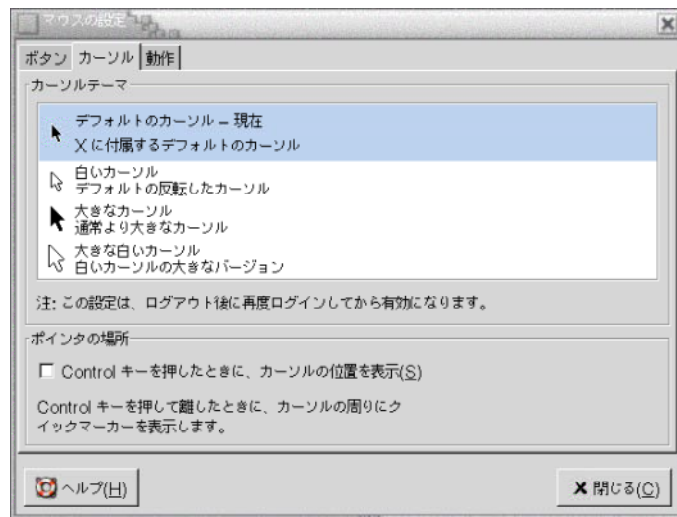 マウスの設定
ボタン カーソル 動作
カーソルテーマ
デフォルトのカーソル – 現在
X に付属するデフォルトのカーソル
白いカーソル
デフォルトの反転したカーソル
大きなカーソル
通常より大きなカーソル
大きな白いカーソル
白いカーソルの大きなバージョン
注: この設定は、ログアウト後に再度ログインしてから有効になります。
ポインタの場所
Control キーを押したときに、カーソルの位置を表示(S)
Control キーを押して離したときに、カーソルの周りにク
イックマーカーを表示します。
ヘルプ(H) 閉じる(C)